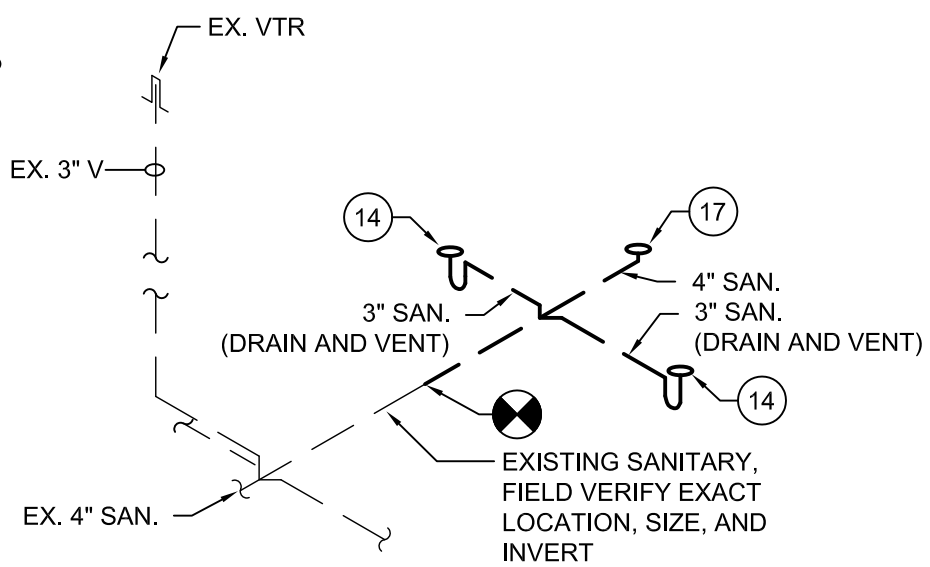 EX. VTR
EX. 3" V
14
17
4" SAN.
3" SAN.
(DRAIN AND VENT)
3" SAN.
(DRAIN AND VENT)
14
EXISTING SANITARY,
FIELD VERIFY EXACT
LOCATION, SIZE, AND
INVERT
EX. 4" SAN.